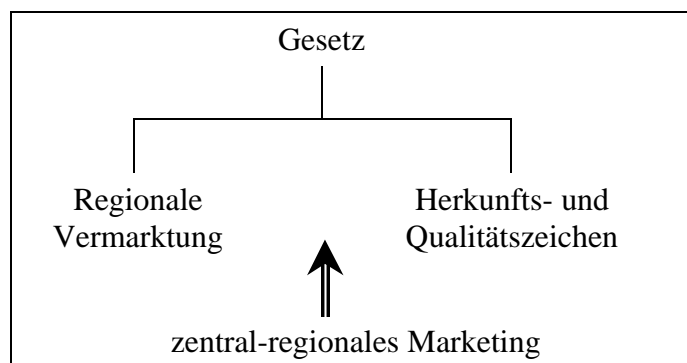 Gesetz
Regionale
Vermarktung
Herkunfts- und
Qualitätszeichen
zentral-regionales Marketing